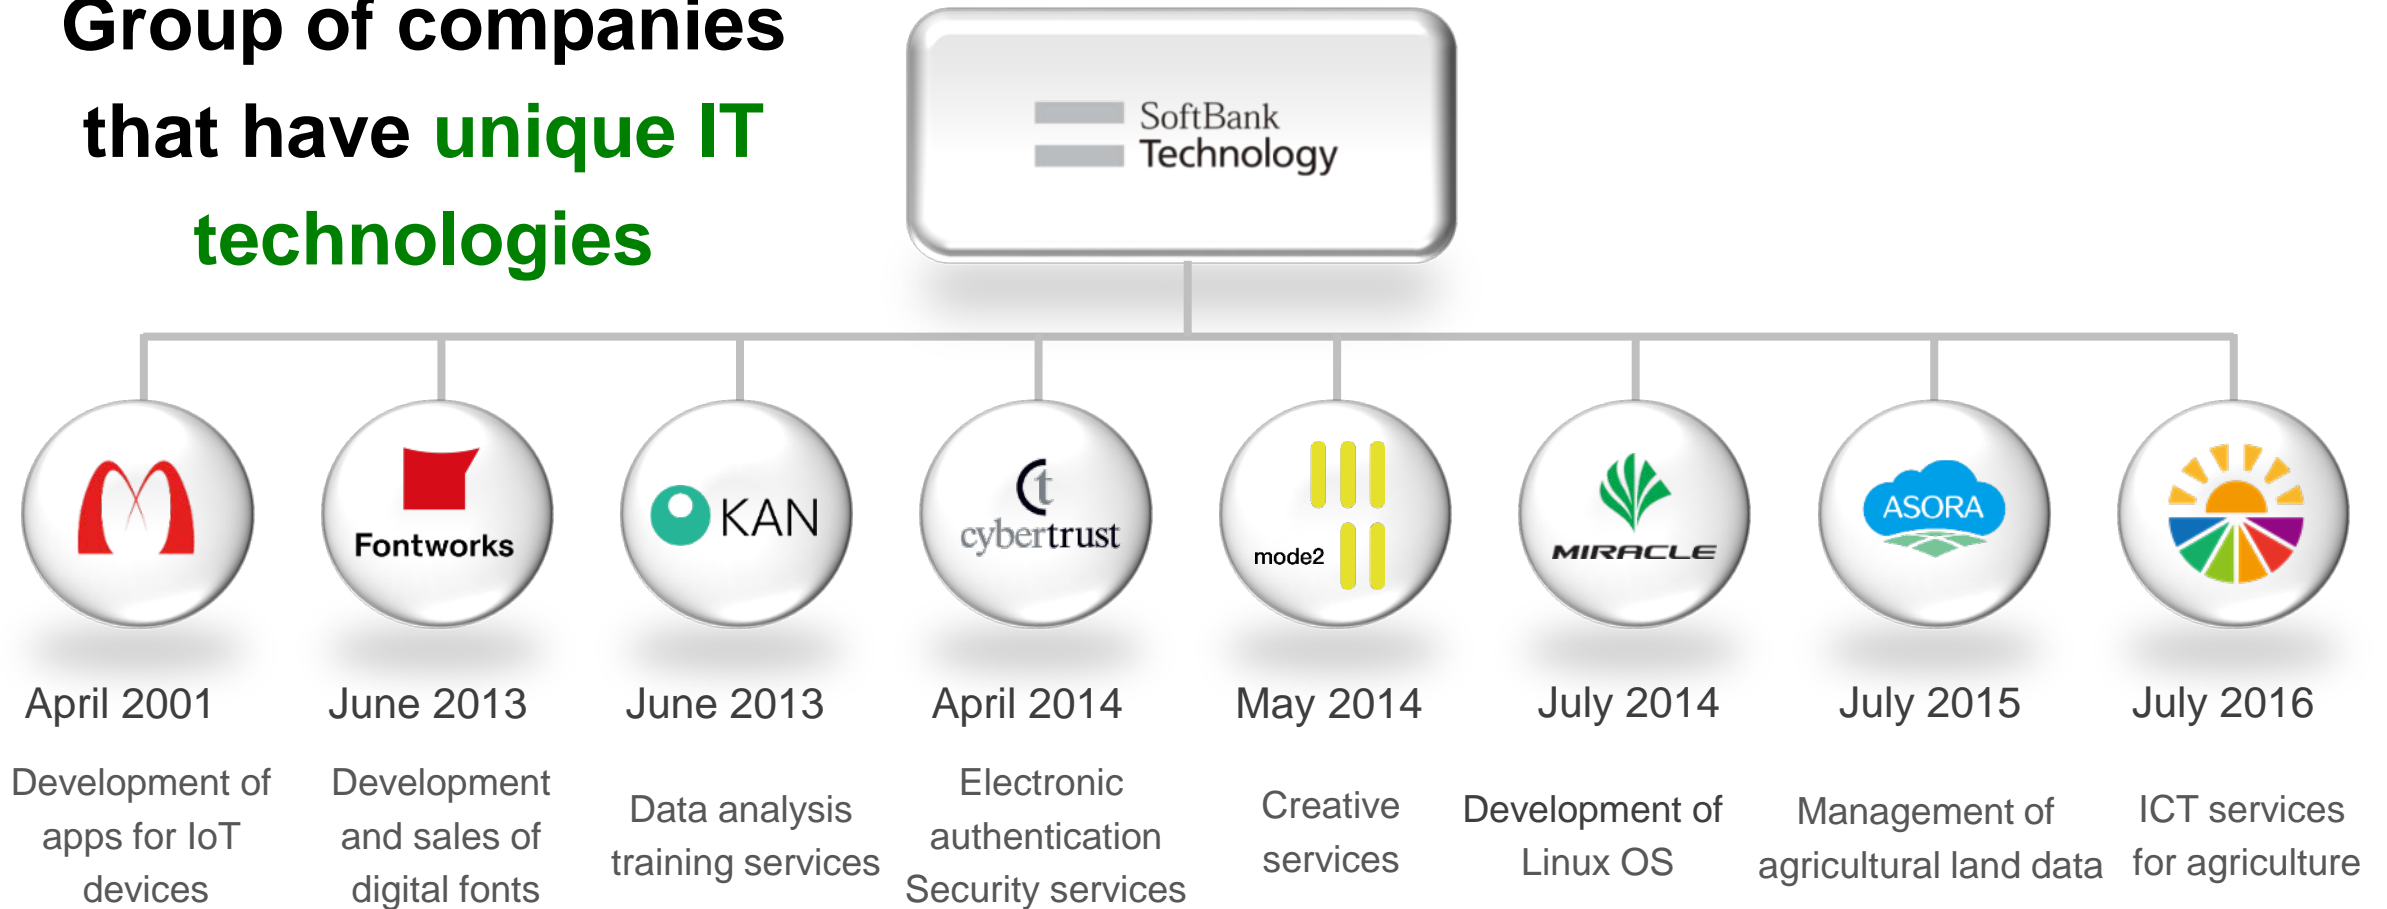 Group of companies
that have unique IT
technologies
SoftBank
Technology
Fontworks
KAN
cybertrust
mode2
MIRACLE
ASORA
April 2001
June 2013
June 2013
April 2014
May 2014
July 2014
July 2015
July 2016
Development of
apps for IoT
devices
Development
and sales of
digital fonts
Data analysis
training services
Electronic
authentication
Security services
Creative
services
Development of
Linux OS
Management of
agricultural land data
ICT services
for agriculture